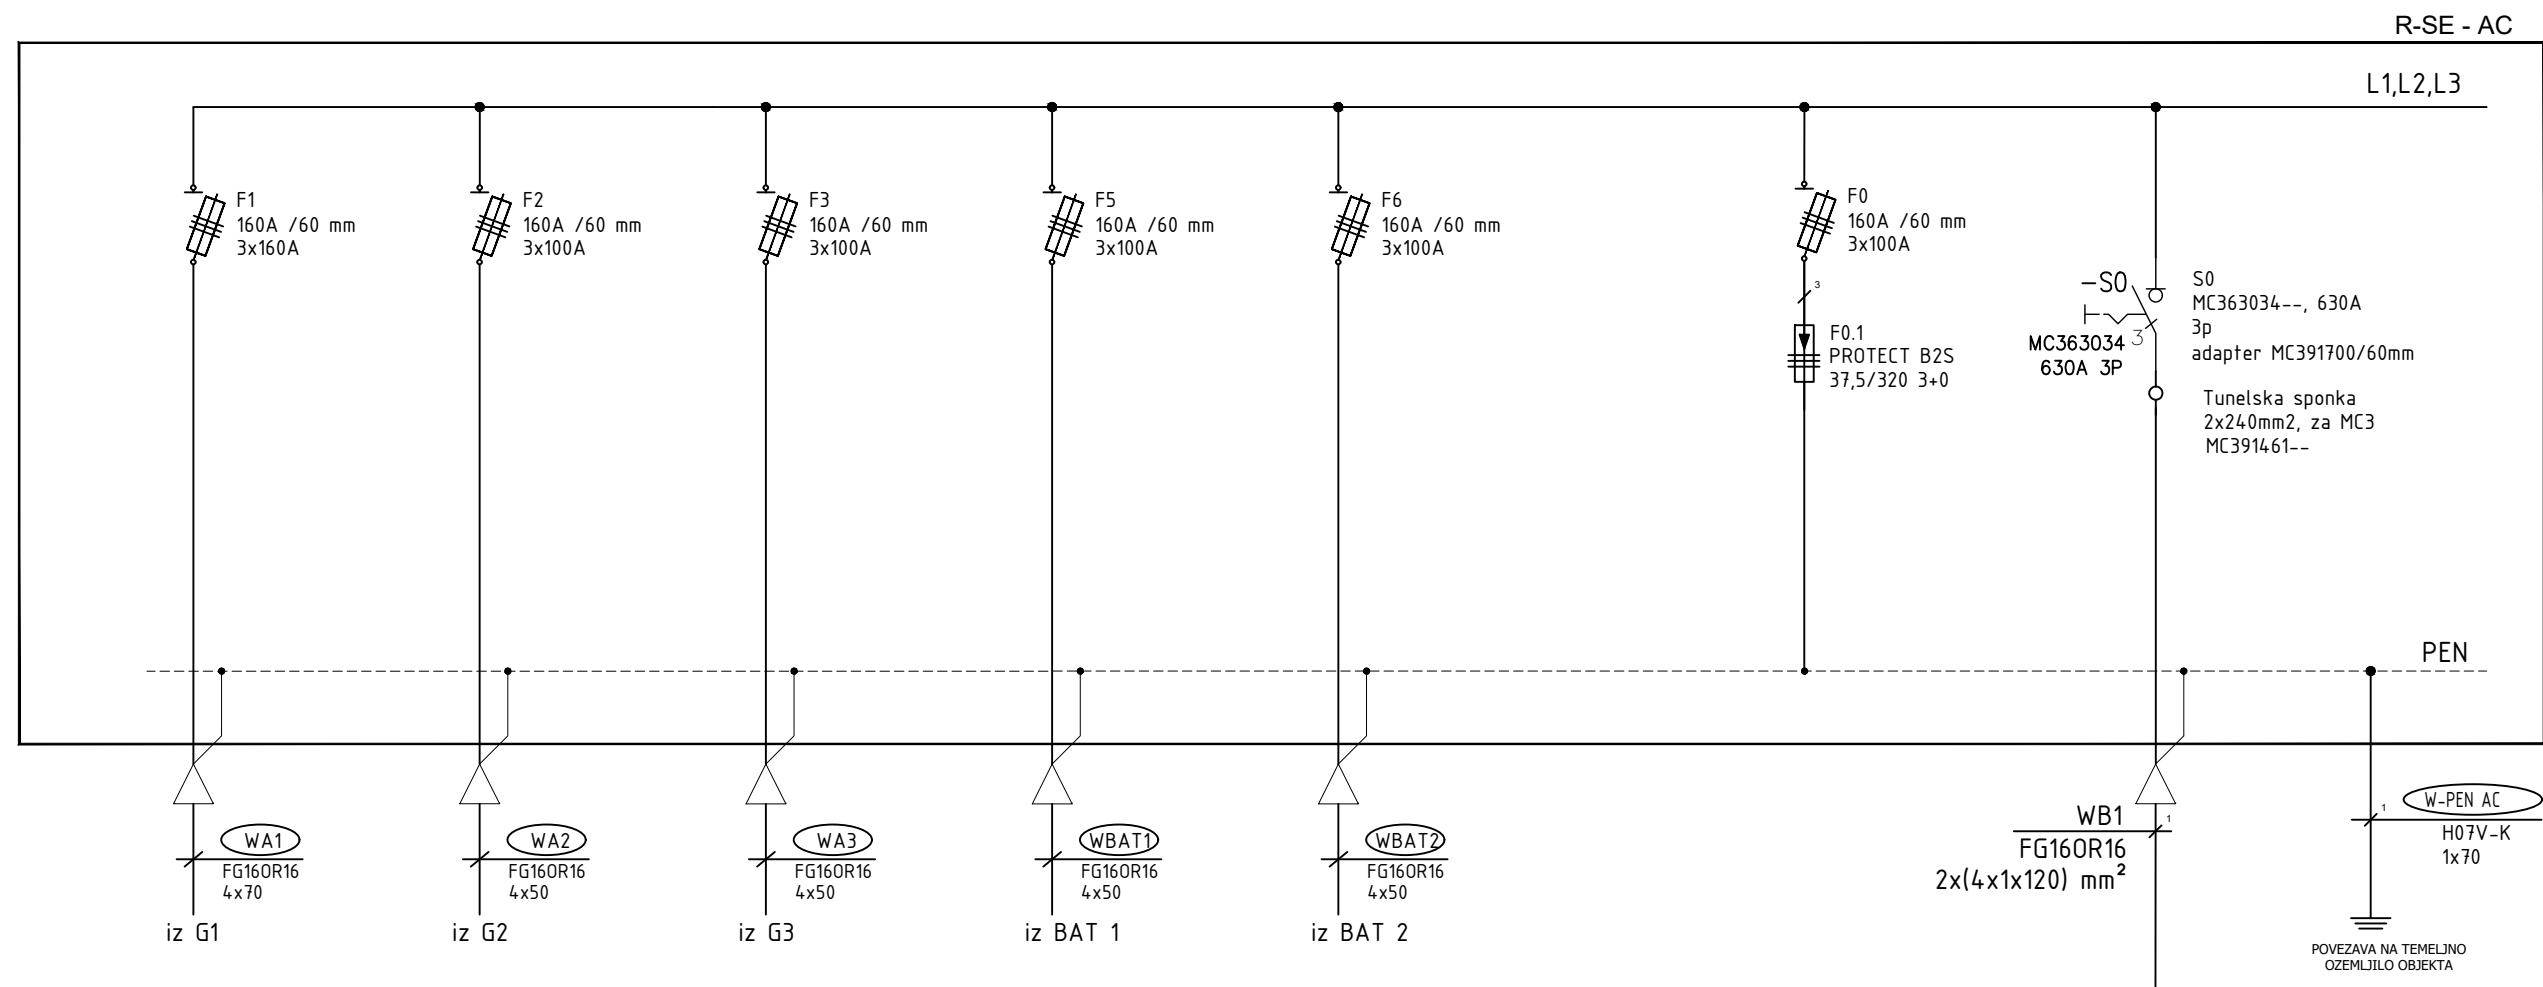 R-SE - AC
L1,L2,L3
F1
160A /60 mm
3x160A
F2
160A /60 mm
3x100A
F3
160A /60 mm
3x100A
F5
160A /60 mm
3x100A
F6
160A /60 mm
3x100A
F0
160A /60 mm
3x100A
3
F0.1
PROTECT B2S
37,5/320 3+0
-S0
3
MC363034
630A 3P
S0
MC363034--, 630A
3p
adapter MC391700/60mm
Tunelska sponka
2x240mm2, za MC3
MC391461--
PEN
WA1
FG16OR16
4x70
iz G1
WA2
FG16OR16
4x50
iz G2
WA3
FG16OR16
4x50
iz G3
WBAT1
FG16OR16
4x50
iz BAT 1
WBAT2
FG16OR16
4x50
iz BAT 2
WB1
1
FG16OR16
2x(4x1x120) mm²
W-PEN AC
1
H07V-K
1x70
POVEZAVA NA TEMELJNO
OZEMLJILO OBJEKTA